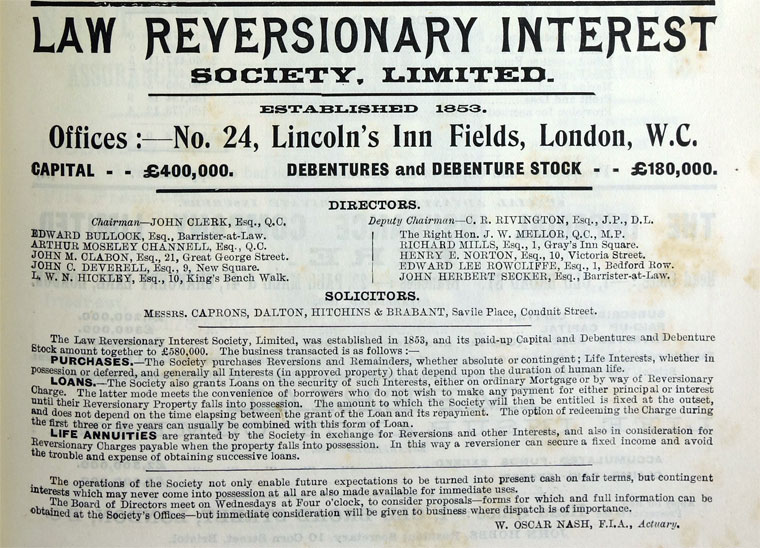 LAW REVERSIONARY INTEREST
SOCIETY, LIMITED.
ESTABLISHED 1853.
Offices :—No. 24, Lincoln's Inn Fields, London, W.C.
CAPITAL - - £400,000. DEBENTURES and DEBENTURE STOCK - - £180,000.
DIRECTORS.
Chairman—JOHN CLERK, Esq., Q.C.
EDWARD BULLOCK, Esq., Barrister-at-Law.
ARTHUR MOSELEY CHANNELL, Esq., Q.C.
JOHN M. CLABON, Esq., 21, Great George Street.
JOHN C. DEVERELL, Esq., 9, New Square.
L. W. N. HICKLEY, Esq., 10, King's Bench Walk.
Deputy Chairman—C. R. RIVINGTON, Esq., J.P., D.L.
The Right Hon. J. W. MELLOR, Q.C., M.P.
RICHARD MILLS, Esq., 1, Gray's Inn Square.
HENRY E. NORTON, Esq., 10, Victoria Street.
EDWARD LEE ROWCLIFFE, Esq., 1, Bedford Row.
JOHN HERBERT SECKER, Esq., Barrister-at-Law.
SOLICITORS.
MESSRS. CAPRONS, DALTON, HITCHINS & BRABANT, Savile Place, Conduit Street.
The Law Reversionary Interest Society, Limited, was established in 1853, and its paid-up Capital and Debentures and Debenture
Stock amount together to £580,000. The business transacted is as follows :—
PURCHASES.—The Society purchases Reversions and Remainders, whether absolute or contingent; Life Interests, whether in
possession or deferred, and generally all Interests (in approved property) that depend upon the duration of human life.
LOANS.—The Society also grants Loans on the security of such Interests, either on ordinary Mortgage or by way of Reversionary
Charge. The latter mode meets the convenience of borrowers who do not wish to make any payment for either principal or interest
until their Reversionary Property falls into possession. The amount to which the Society will then be entitled is fixed at the outset,
and does not depend on the time elapsing between the grant of the Loan and its repayment. The option of redeeming the Charge during
the first three or five years can usually be combined with this form of Loan.
LIFE ANNUITIES are granted by the Society in exchange for Reversions and other Interests, and also in consideration for
Reversionary Charges payable when the property falls into possession. In this way a reversioner can secure a fixed income and avoid
the trouble and expense of obtaining successive loans.
The operations of the Society not only enable future expectations to be turned into present cash on fair terms, but contingent
interests which may never come into possession at all are also made available for immediate uses.
The Board of Directors meet on Wednesdays at Four o'clock, to consider proposals—forms for which and full information can be
obtained at the Society's Offices—but immediate consideration will be given to business where dispatch is of importance.
W. OSCAR NASH, F.I.A., Actuary.